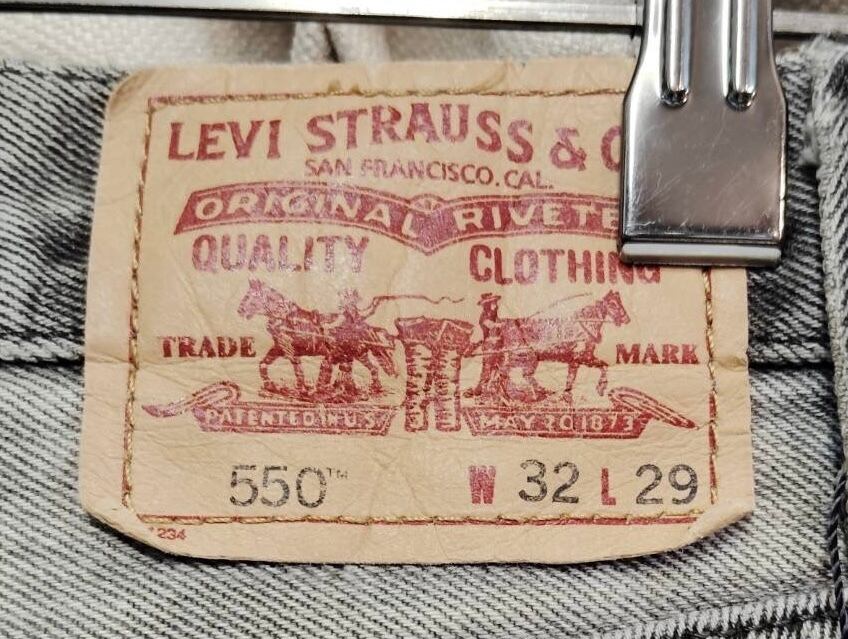 LEVI STRAUSS & C
SAN FRANCISCO. CAL.
ORIGINAL RIVETE
QUALITY CLOTHING
TRADE MARK
PATENTED IN U.S. MAY 20 1873
550™ W 32 L 29
234